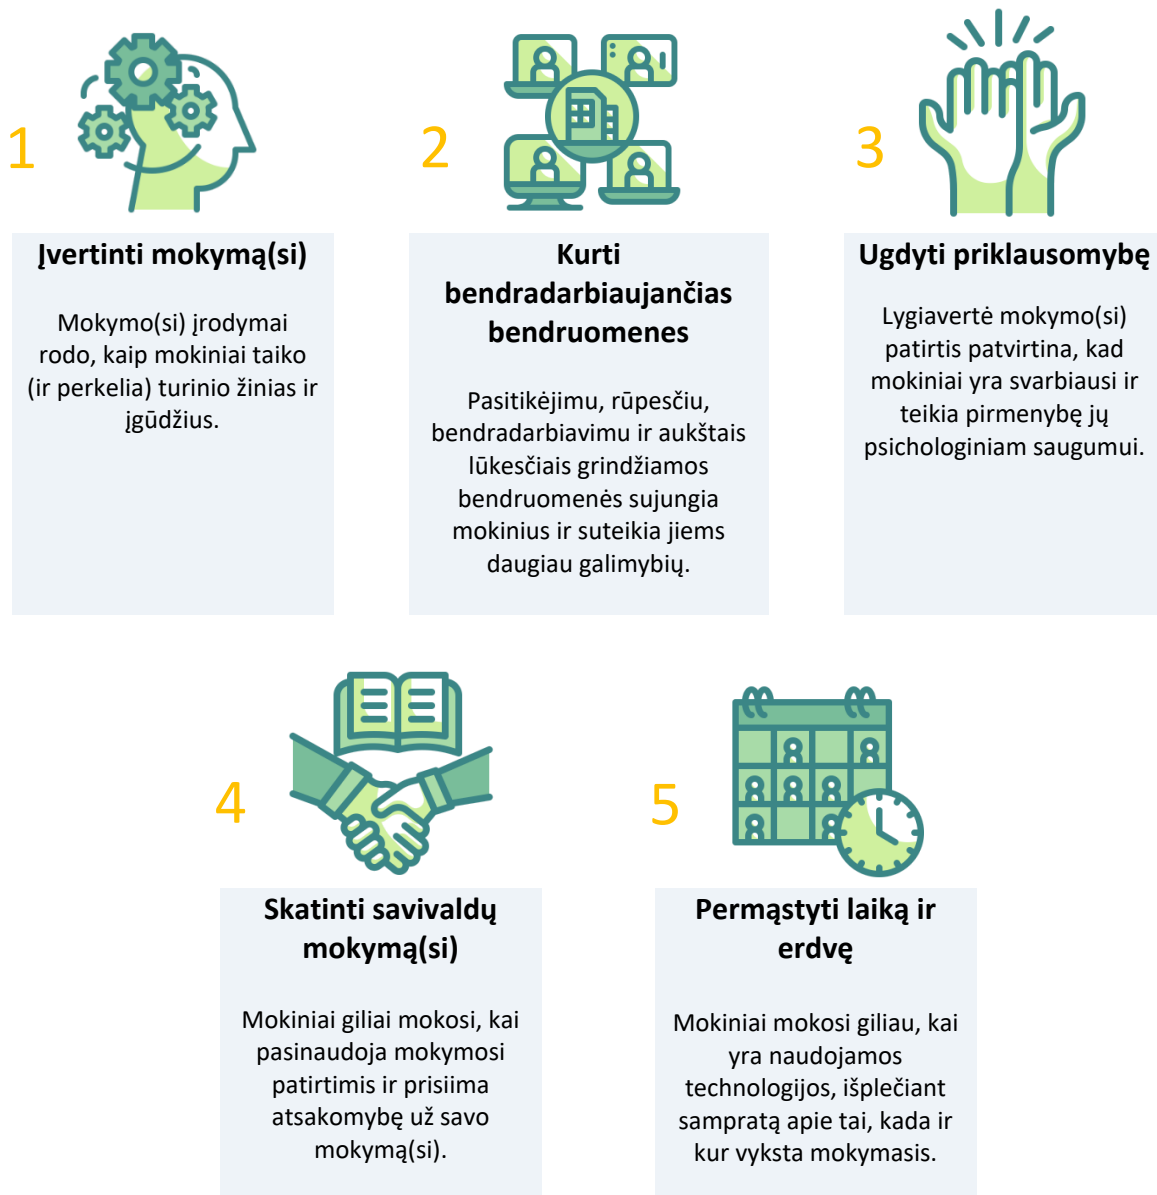 1
Įvertinti mokymą(si)
Mokymo(si) įrodymai
rodo, kaip mokiniai taiko
(ir perkelia) turinio žinias ir
įgūdžius.
2
Kurti
bendradarbiaujančias
bendruomenes
Pasitikėjimu, rūpesčiu,
bendradarbiavimu ir aukštais
lūkesčiais grindžiamos
bendruomenės sujungia
mokinius ir suteikia jiems
daugiau galimybių.
3
Ugdyti priklausomybę
Lygiavertė mokymo(si)
patirtis patvirtina, kad
mokiniai yra svarbiausi ir
teikia pirmenybę jų
psichologiniam saugumui.
4
Skatinti savivaldų
mokymą(si)
Mokiniai giliai mokosi, kai
pasinaudoja mokymosi
patirtimis ir prisiima
atsakomybę už savo
mokymą(si).
5
Permąstyti laiką ir
erdvę
Mokiniai mokosi giliau, kai
yra naudojamos
technologijos, išplečiant
sampratą apie tai, kada ir
kur vyksta mokymasis.